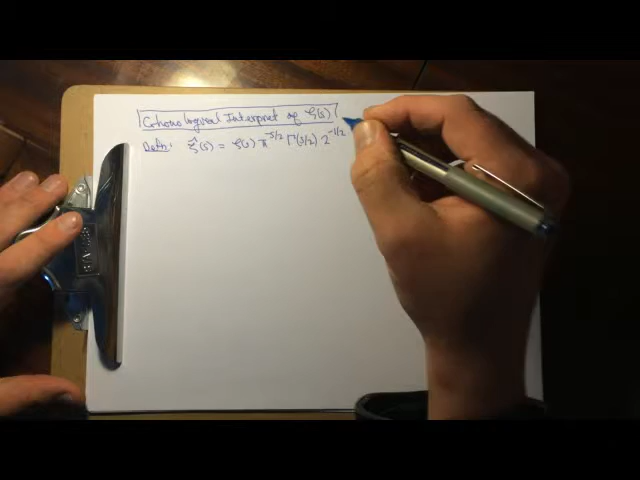 Cohomological Interpret of ζ(s)
Defn: ζ̂(s) = ζ(s) π^{-s/2} Γ(s/2) · 2^{-1/2}